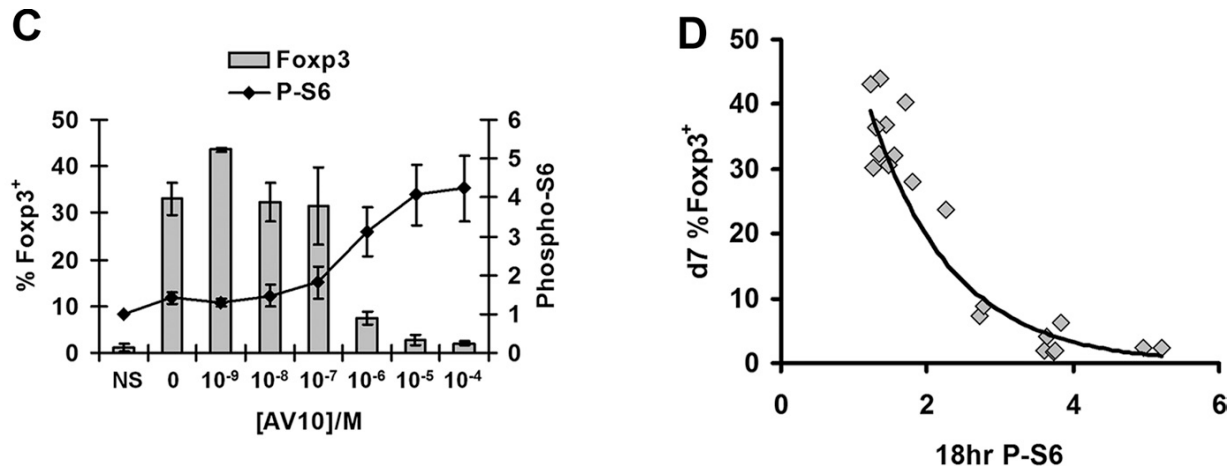 C
Foxp3
P-S6
% Foxp3⁺
50
40
30
20
10
0
6
5
4
3
2
1
0
Phospho-S6
NS 0 10⁻⁹ 10⁻⁸ 10⁻⁷ 10⁻⁶ 10⁻⁵ 10⁻⁴
[AV10]/M
D
d7 %Foxp3⁺
50
40
30
20
10
0
0 2 4 6
18hr P-S6